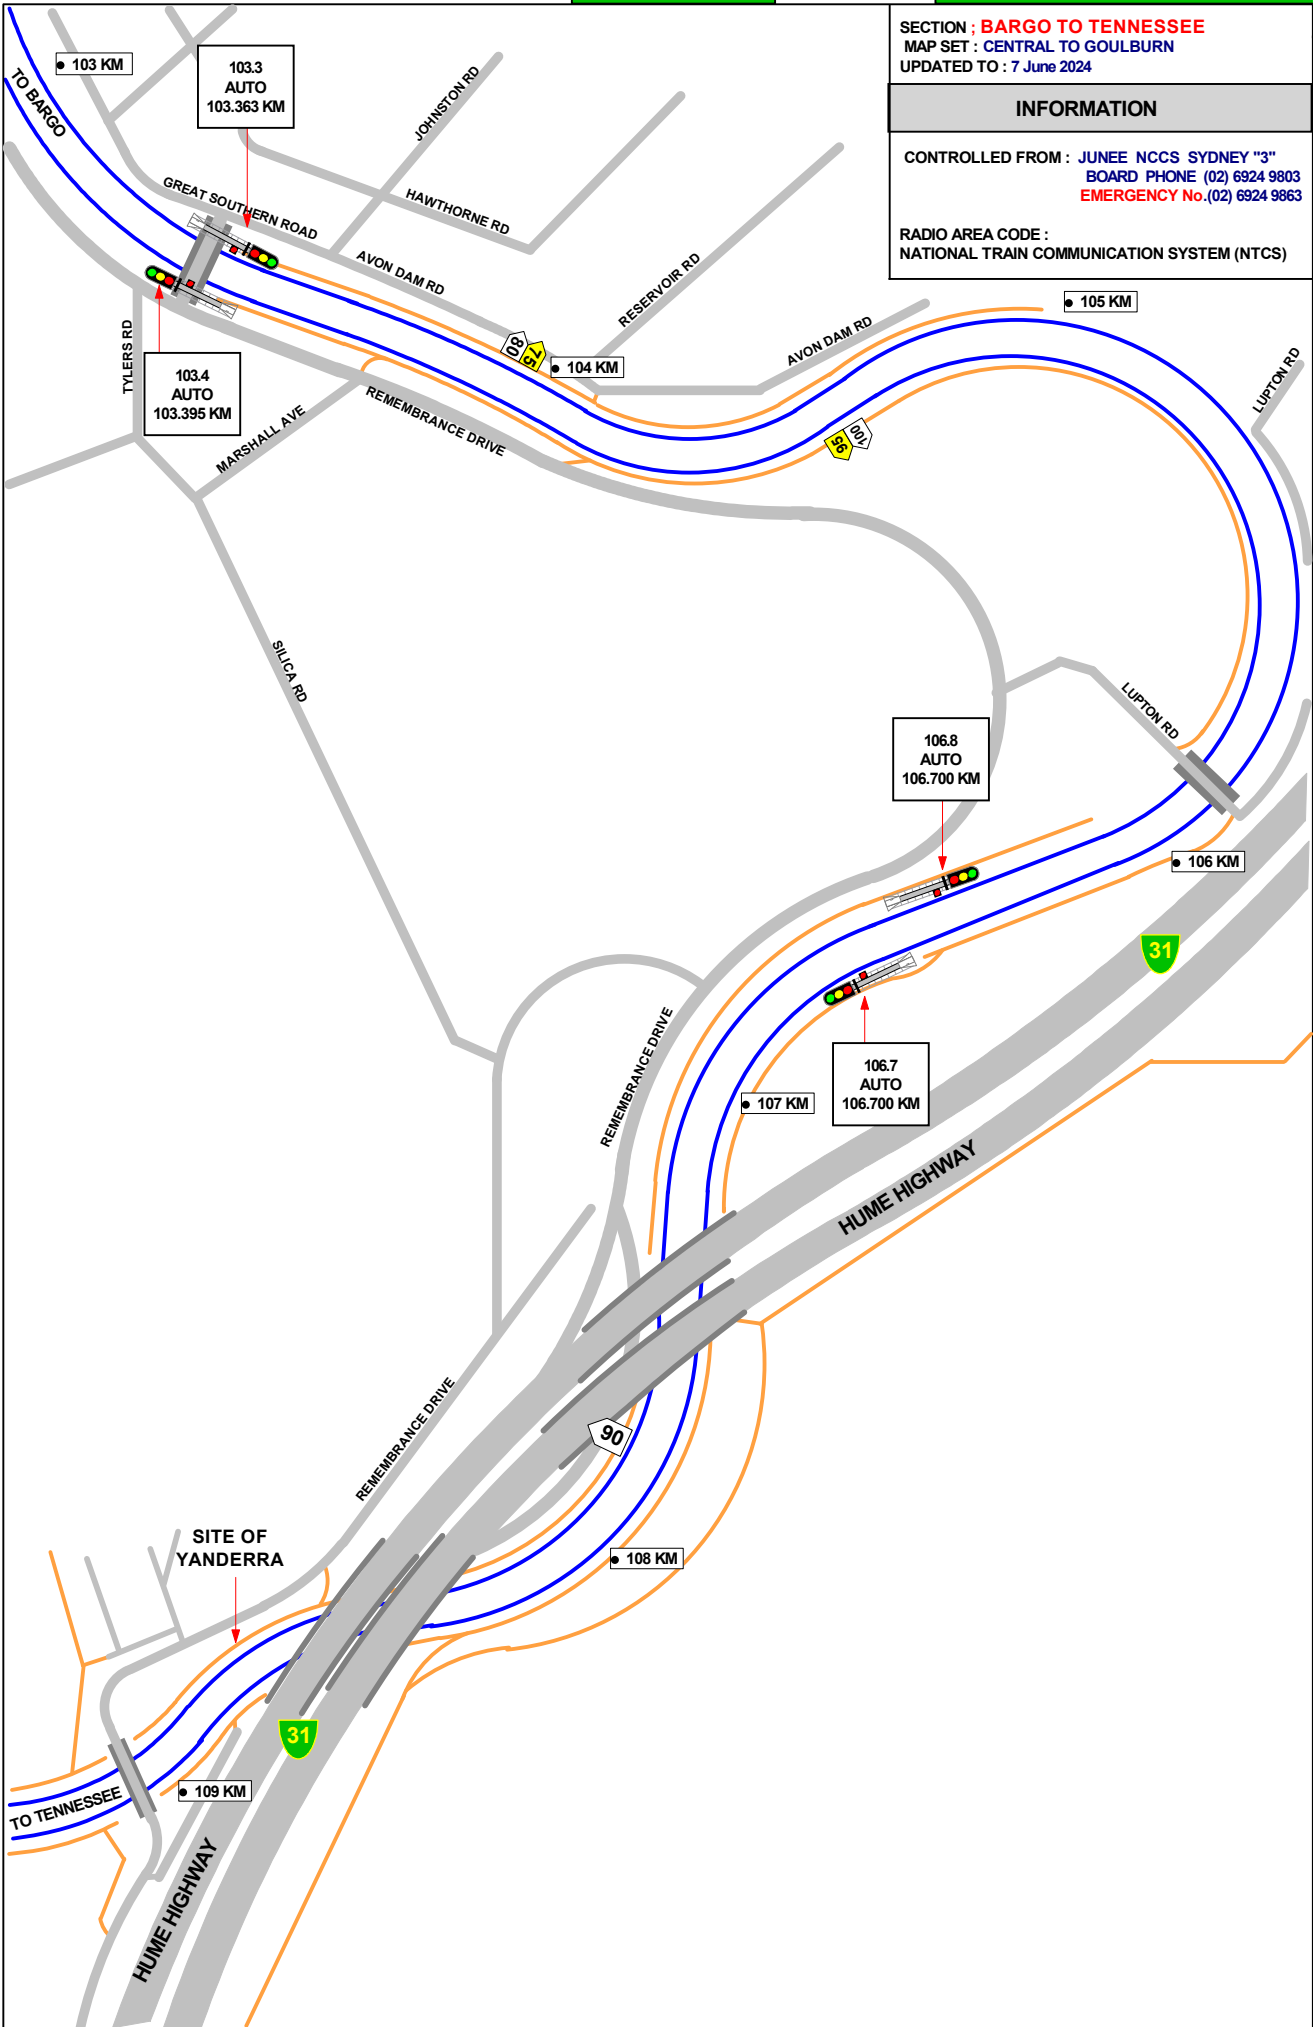 SECTION ; BARGO TO TENNESSEE
MAP SET : CENTRAL TO GOULBURN
UPDATED TO : 7 June 2024
INFORMATION
CONTROLLED FROM : JUNEE NCCS SYDNEY "3"
BOARD PHONE (02) 6924 9803
EMERGENCY No.(02) 6924 9863
RADIO AREA CODE :
NATIONAL TRAIN COMMUNICATION SYSTEM (NTCS)
103 KM
TO BARGO
103.3
AUTO
103.363 KM
JOHNSTON RD
GREAT SOUTHERN ROAD
HAWTHORNE RD
AVON DAM RD
RESERVOIR RD
105 KM
TYLERS RD
103.4
AUTO
103.395 KM
80
75
104 KM
AVON DAM RD
LUPTON RD
MARSHALL AVE
REMEMBRANCE DRIVE
95
100
SILICA RD
LUPTON RD
106.8
AUTO
106.700 KM
106 KM
31
REMEMBRANCE DRIVE
107 KM
106.7
AUTO
106.700 KM
HUME HIGHWAY
REMEMBRANCE DRIVE
90
SITE OF
YANDERRA
108 KM
31
109 KM
TO TENNESSEE
HUME HIGHWAY